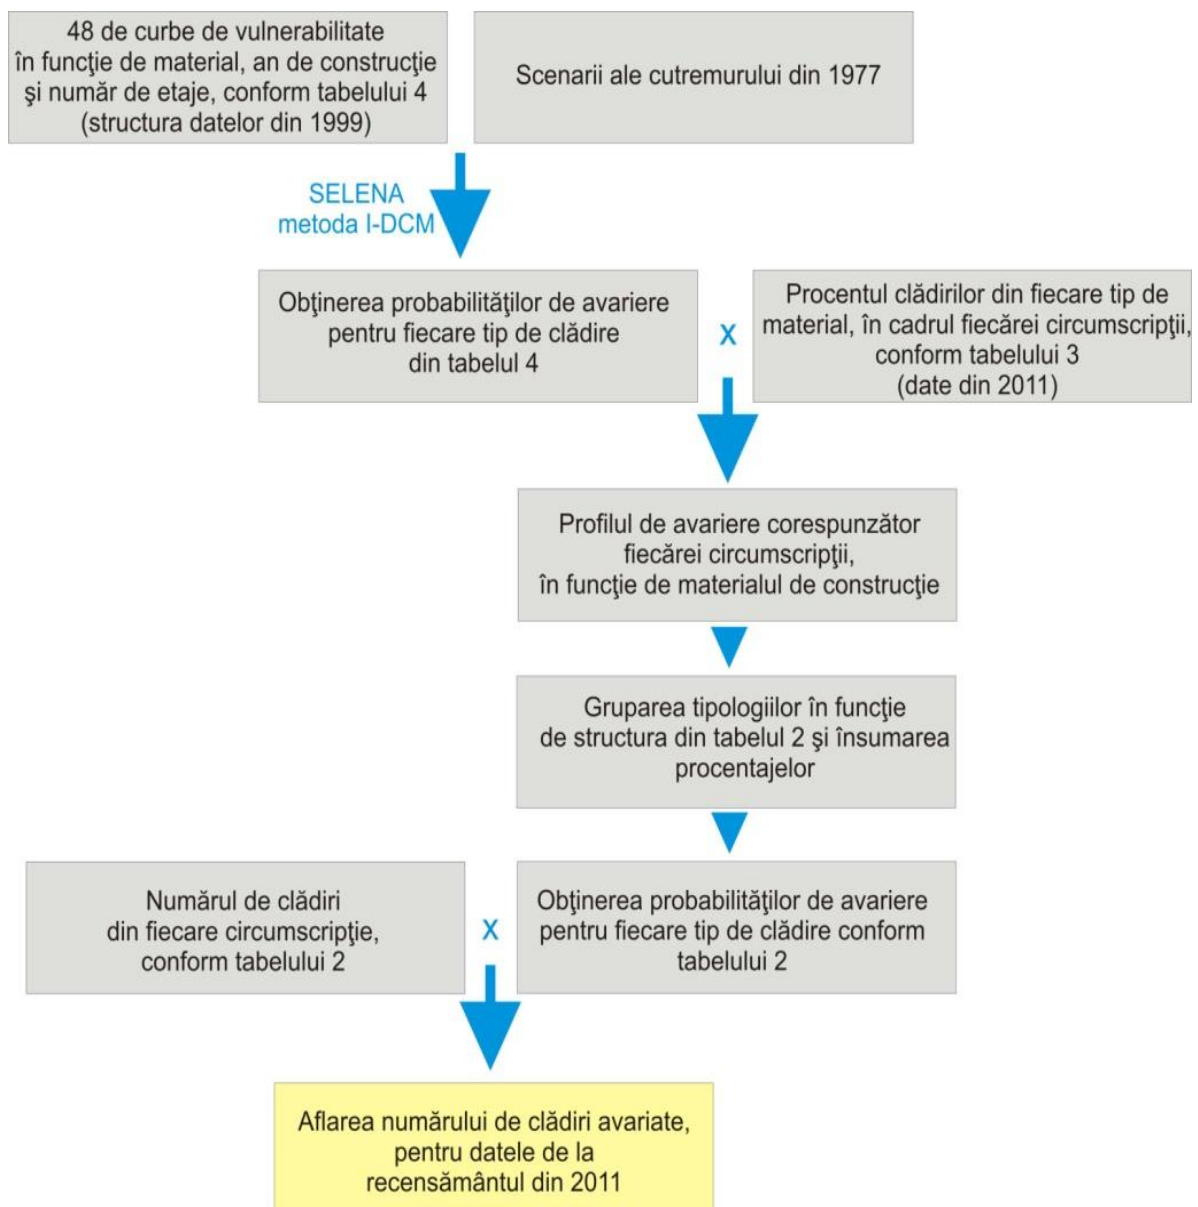 48 de curbe de vulnerabilitate
în funcţie de material, an de construcţie
şi număr de etaje, conform tabelului 4
(structura datelor din 1999)
Scenarii ale cutremurului din 1977
SELENA
metoda I-DCM
Obţinerea probabilităţilor de avariere
pentru fiecare tip de clădire
din tabelul 4
x
Procentul clădirilor din fiecare tip de
material, în cadrul fiecărei circumscripţii,
conform tabelului 3
(date din 2011)
Profilul de avariere corespunzător
fiecărei circumscripţii,
în funcţie de materialul de construcţie
Gruparea tipologiilor în funcţie
de structura din tabelul 2 şi însumarea
procentajelor
Numărul de clădiri
din fiecare circumscripţie,
conform tabelului 2
x
Obţinerea probabilităţilor de avariere
pentru fiecare tip de clădire conform
tabelului 2
Aflarea numărului de clădiri avariate,
pentru datele de la
recensământul din 2011